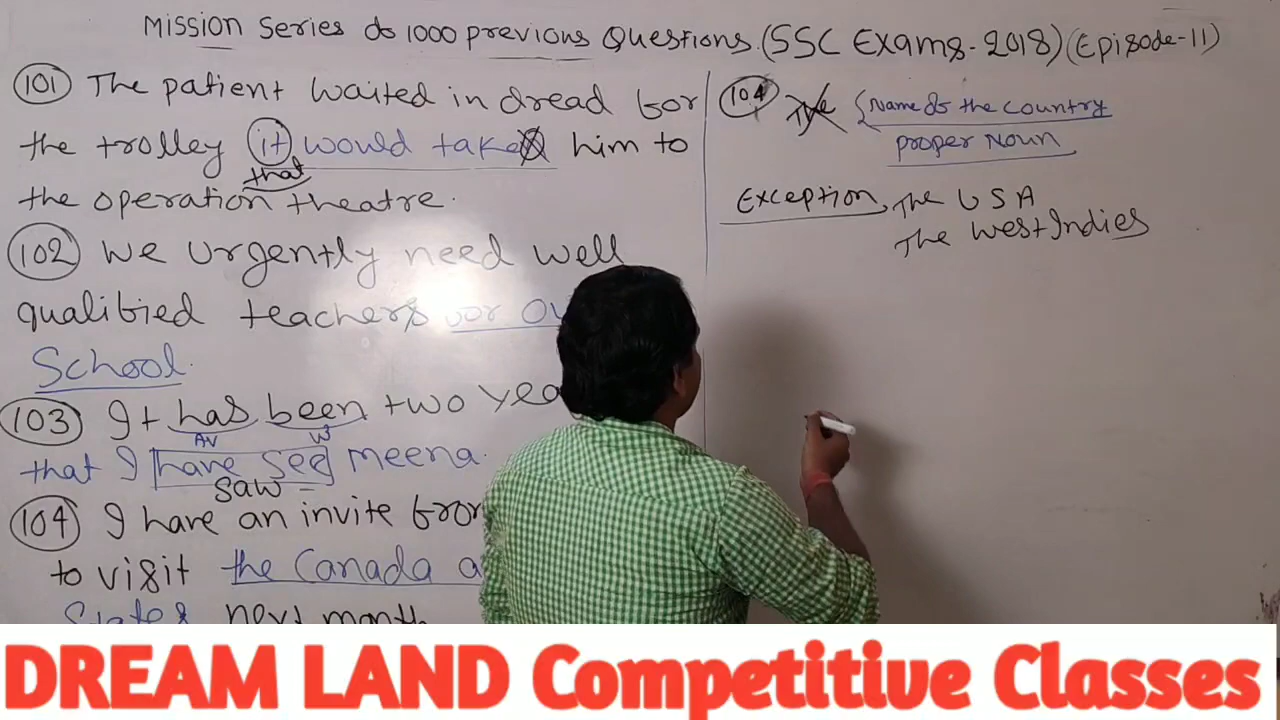 Mission Series of 1000 previous Questions.(SSC Exams-2018)(Episode-11)
101 The patient waited in dread for
the trolley it would take him to
that
the operation theatre.
102 We urgently need well
qualified teachers for
School.
103 It has been two
AV
that I have see meena.
saw
104 I have an invite
to visit the Canada
States next month
104 The {Name of the country
proper Noun
Exception, The USA
The West Indies
DREAM LAND Competitive Classes